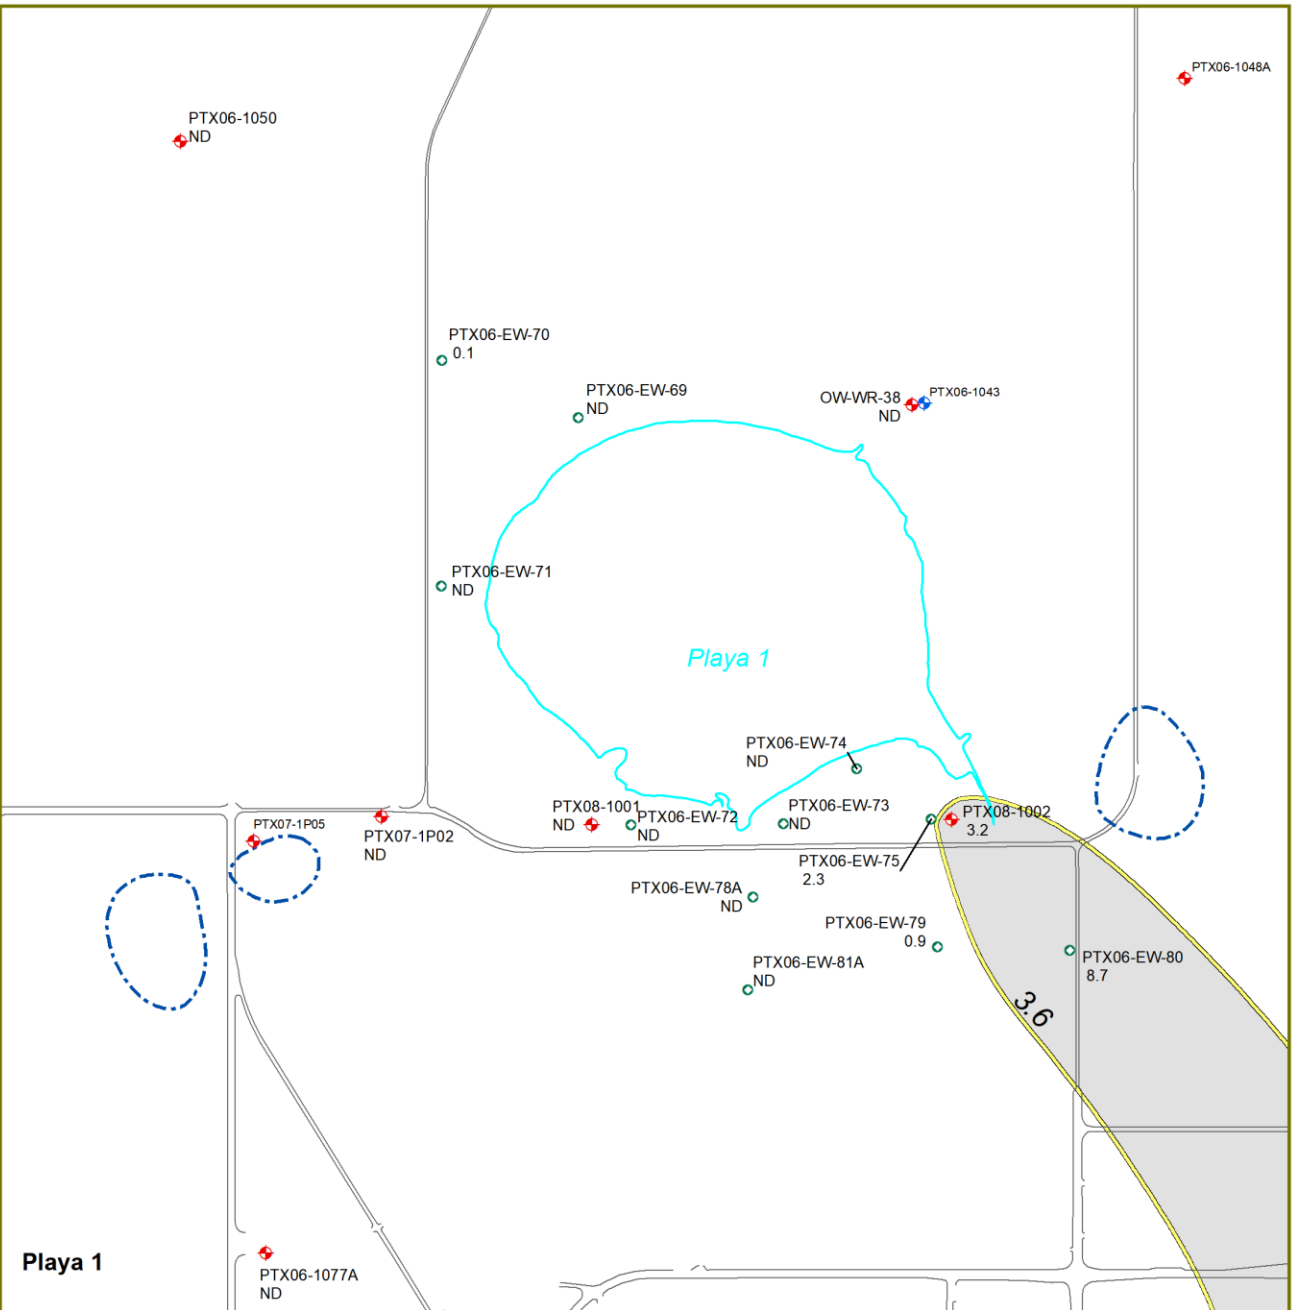 PTX06-1048A
PTX06-1050
ND
PTX06-EW-70
0.1
PTX06-EW-69
ND
OW-WR-38
ND
PTX06-1043
PTX06-EW-71
ND
Playa 1
PTX06-EW-74
ND
PTX08-1001
ND
PTX06-EW-72
ND
PTX06-EW-73
ND
PTX08-1002
3.2
PTX07-1P05
PTX07-1P02
ND
PTX06-EW-75
2.3
PTX06-EW-78A
ND
PTX06-EW-79
0.9
PTX06-EW-81A
ND
PTX06-EW-80
8.7
3.6
Playa 1
PTX06-1077A
ND